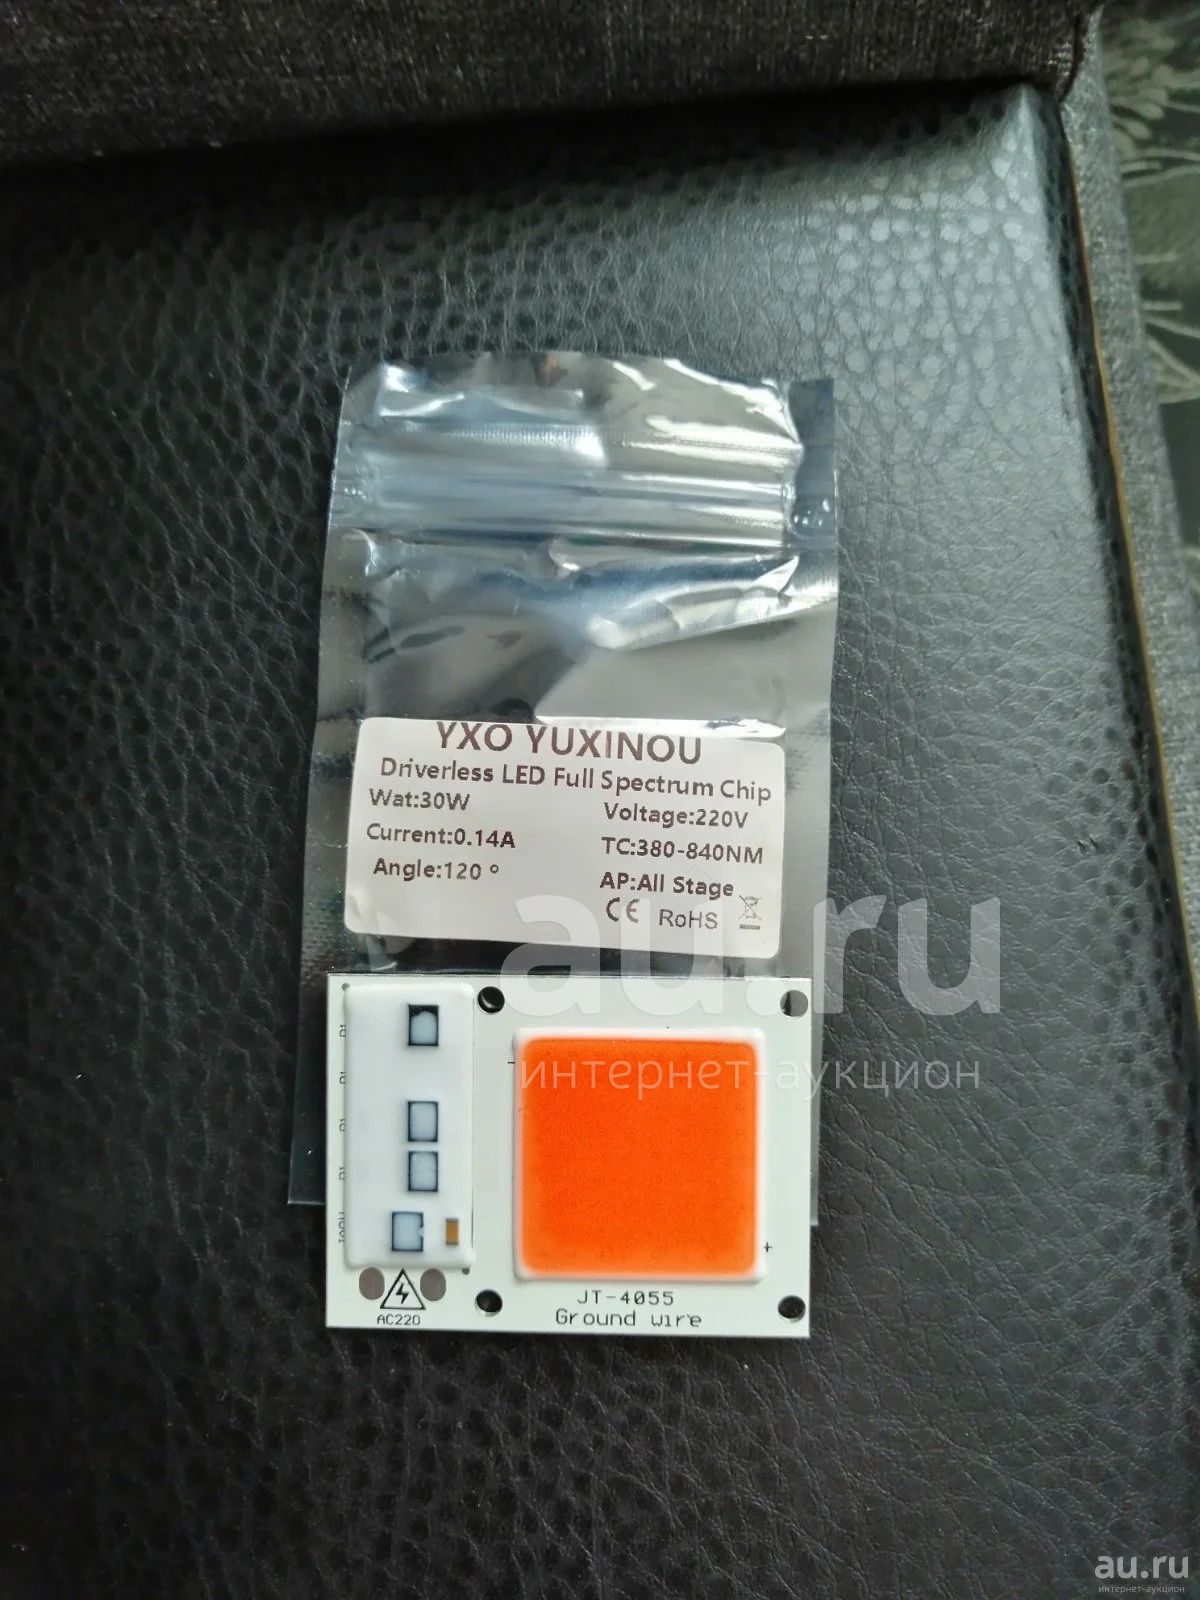 YXO YUXINOU
Driverless LED Full Spectrum Chip
Wat:30W
Voltage:220V
Current:0.14A
TC:380-840NM
Angle:120 °
AP:All Stage
CE RoHS
au.ru
интернет-аукцион
-
+
JT-4055
AC220
Ground wire
au.ru
интернет-аукцион